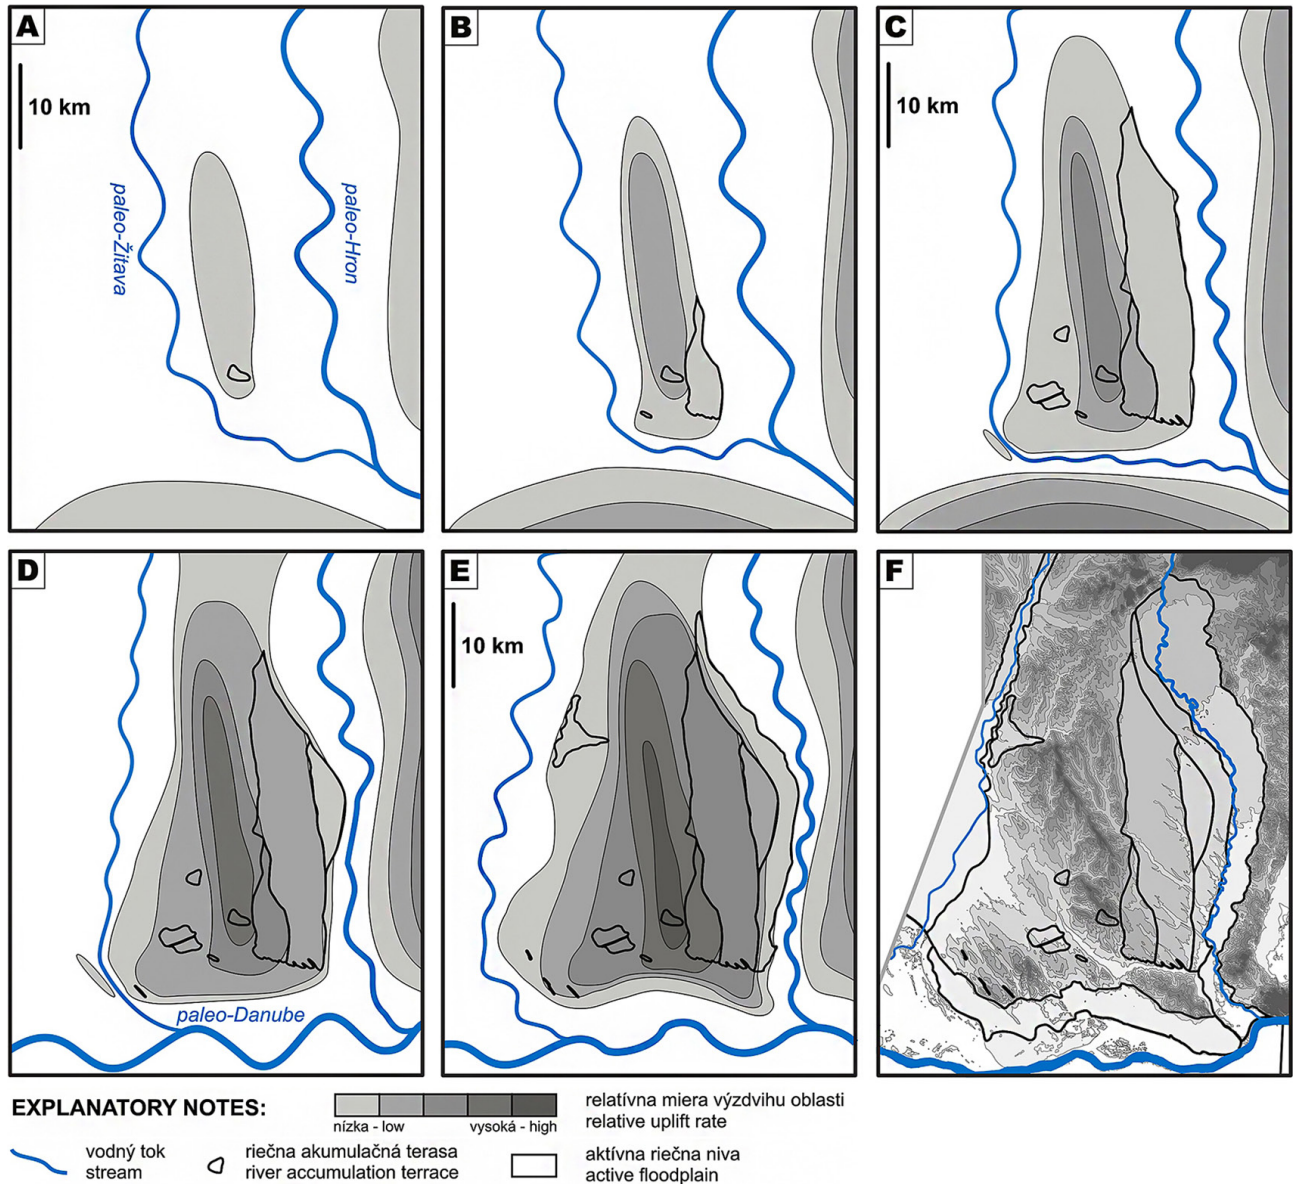 A
10 km
paleo-Žitava
paleo-Hron
B
C
10 km
D
paleo-Danube
E
10 km
F
EXPLANATORY NOTES:
nízka - low
vysoká - high
relatívna miera výzdvihu oblasti
relative uplift rate
vodný tok
stream
riečna akumulačná terasa
river accumulation terrace
aktívna riečna niva
active floodplain